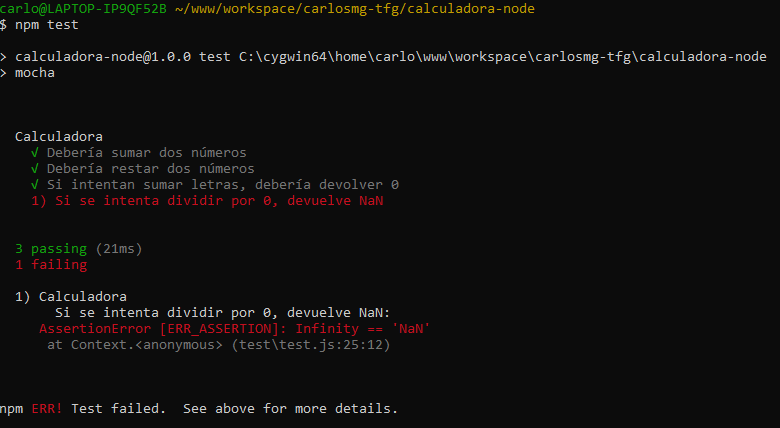 carlo@LAPTOP-IP9QF52B ~/www/workspace/carlosmg-tfg/calculadora-node
$ npm test
> calculadora-node@1.0.0 test C:\cygwin64\home\carlo\www\workspace\carlosmg-tfg\calculadora-node
> mocha
Calculadora
√ Debería sumar dos números
√ Debería restar dos números
√ Si intentan sumar letras, debería devolver 0
1) Si se intenta dividir por 0, devuelve NaN
3 passing (21ms)
1 failing
1) Calculadora
Si se intenta dividir por 0, devuelve NaN:
AssertionError [ERR_ASSERTION]: Infinity == 'NaN'
at Context.<anonymous> (test\test.js:25:12)
npm ERR! Test failed.  See above for more details.